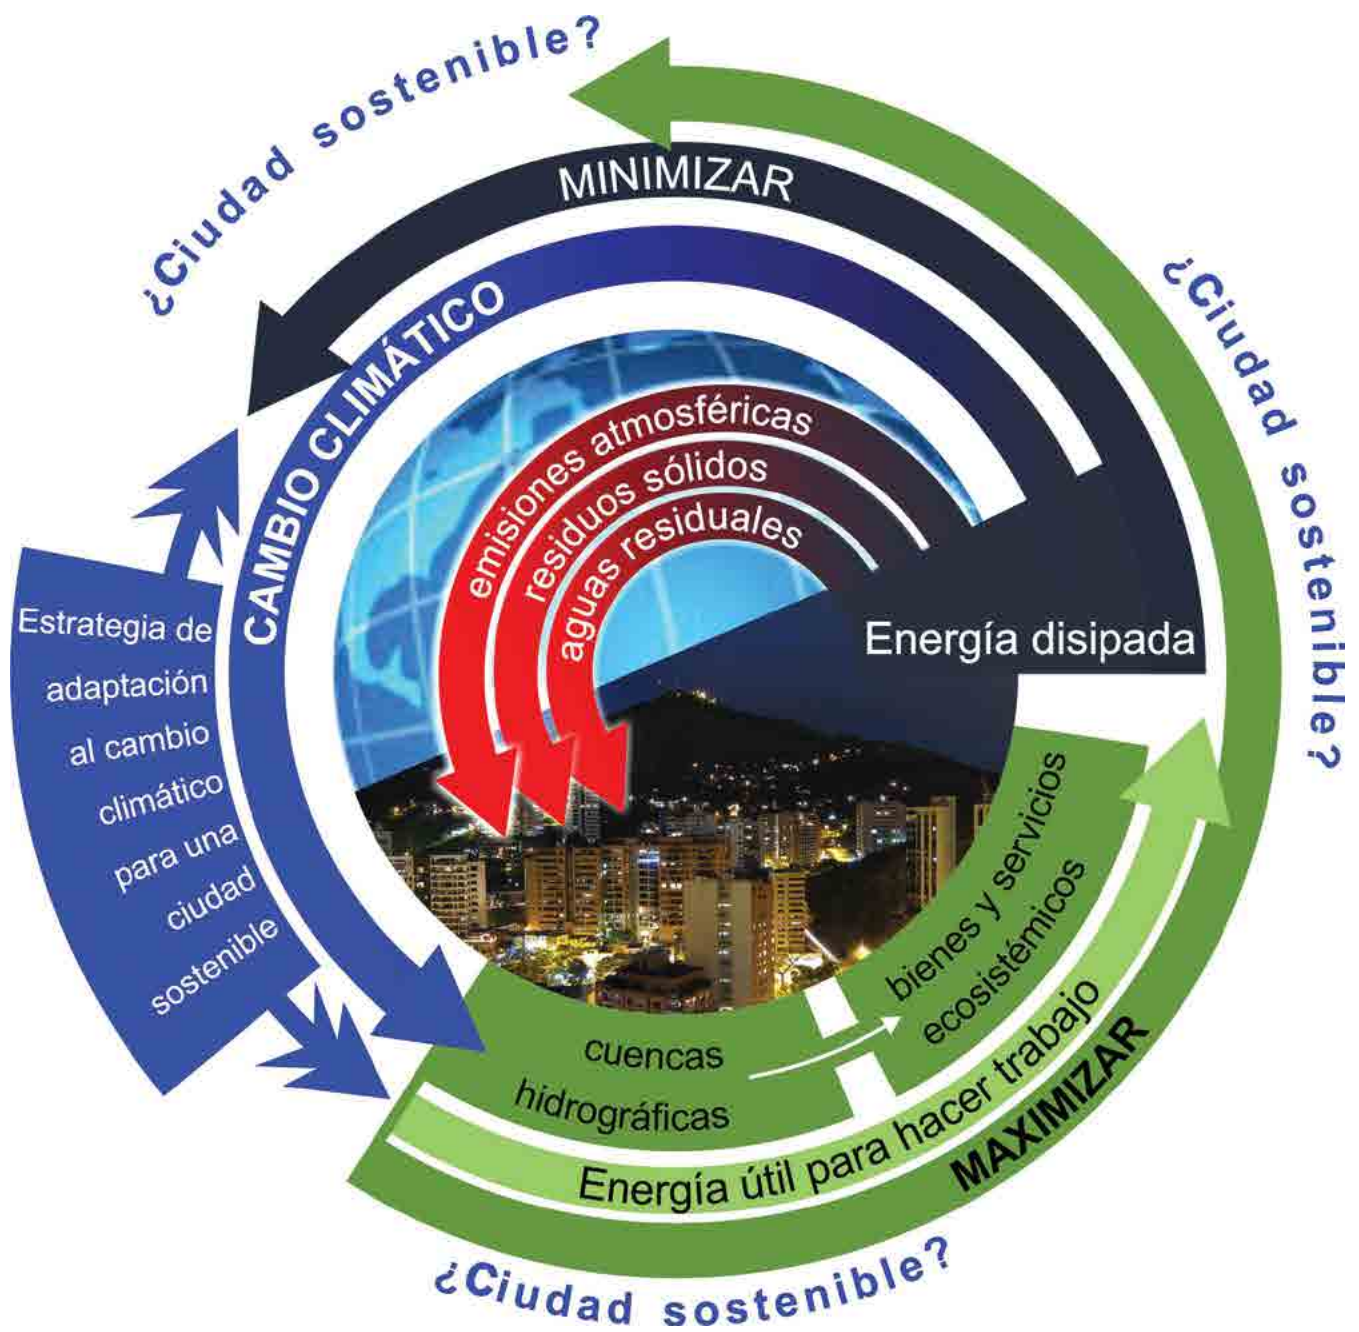 ¿Ciudad sostenible?
MINIMIZAR
¿Ciudad sostenible?
CAMBIO CLIMÁTICO
emisiones atmosféricas
residuos sólidos
aguas residuales
Energía disipada
Estrategia de
adaptación
al cambio
climático
para una
ciudad
sostenible
bienes y servicios
ecosistémicos
cuencas
hidrográficas
Energía útil para hacer trabajo
MAXIMIZAR
¿Ciudad sostenible?